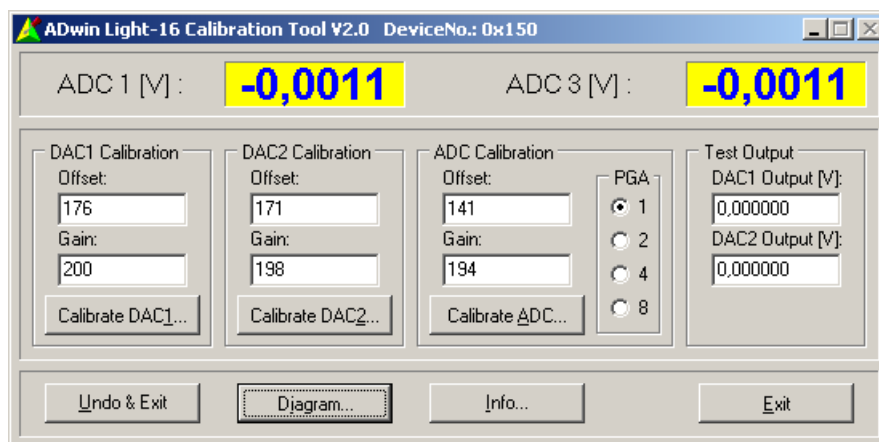 ADwin Light-16 Calibration Tool V2.0 DeviceNo.: 0x150
ADC 1 [V] : -0,0011 ADC 3 [V] : -0,0011
DAC1 Calibration DAC2 Calibration ADC Calibration Test Output
Offset: Offset: Offset: PGA DAC1 Output [V]:
176 171 141 1 0,000000
Gain: Gain: Gain: 2 DAC2 Output [V]:
200 198 194 4 0,000000
Calibrate DAC1... Calibrate DAC2... Calibrate ADC... 8
Undo & Exit Diagram... Info... Exit